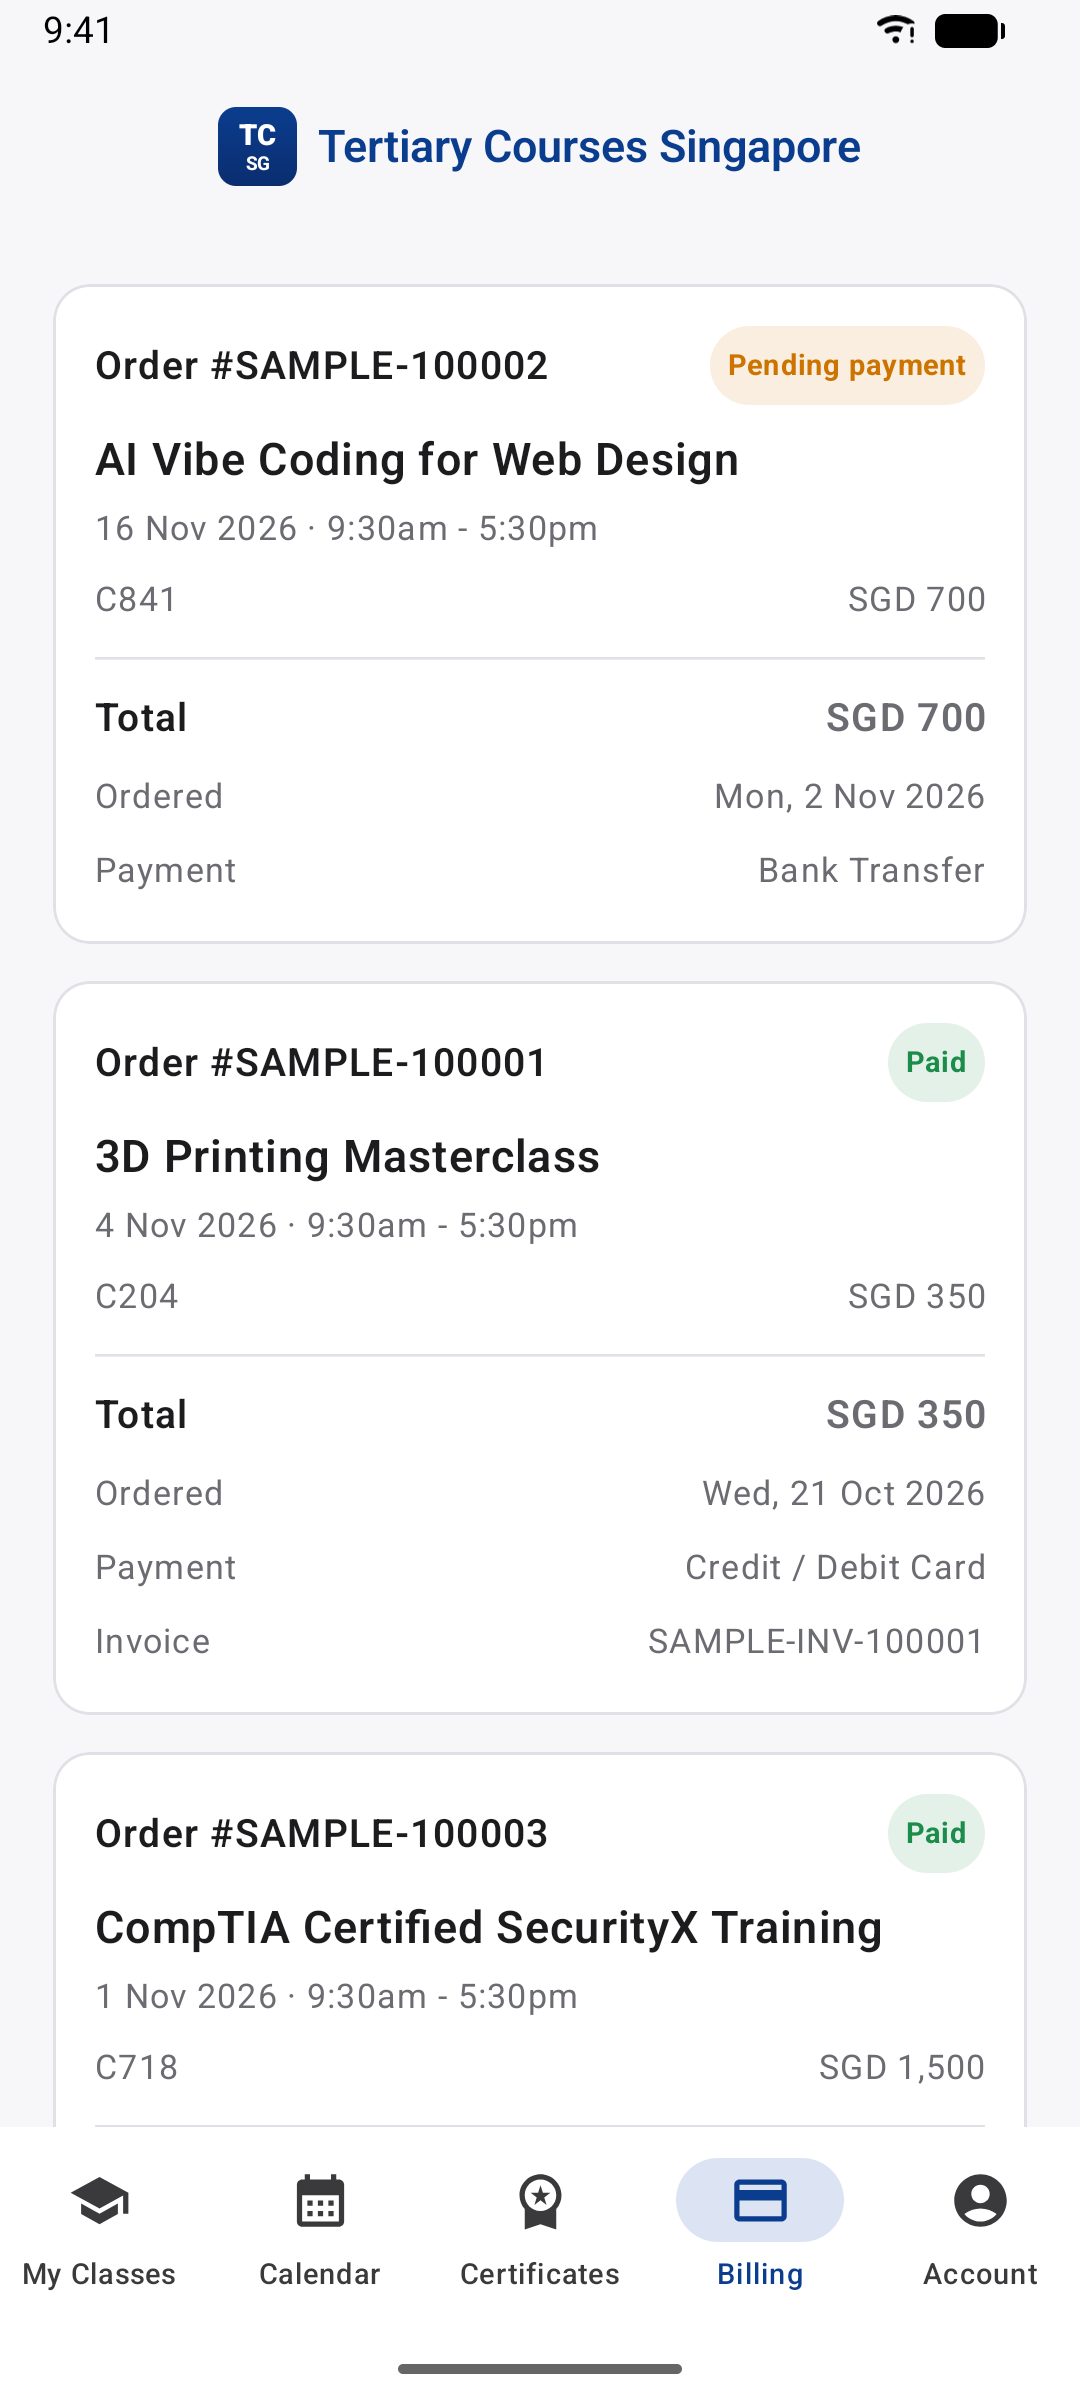 9:41
TC
SG
Tertiary Courses Singapore
Order #SAMPLE-100002
Pending payment
AI Vibe Coding for Web Design
16 Nov 2026 · 9:30am - 5:30pm
C841
SGD 700
Total
SGD 700
Ordered
Mon, 2 Nov 2026
Payment
Bank Transfer
Order #SAMPLE-100001
Paid
3D Printing Masterclass
4 Nov 2026 · 9:30am - 5:30pm
C204
SGD 350
Total
SGD 350
Ordered
Wed, 21 Oct 2026
Payment
Credit / Debit Card
Invoice
SAMPLE-INV-100001
Order #SAMPLE-100003
Paid
CompTIA Certified SecurityX Training
1 Nov 2026 · 9:30am - 5:30pm
C718
SGD 1,500
My Classes
Calendar
Certificates
Billing
Account